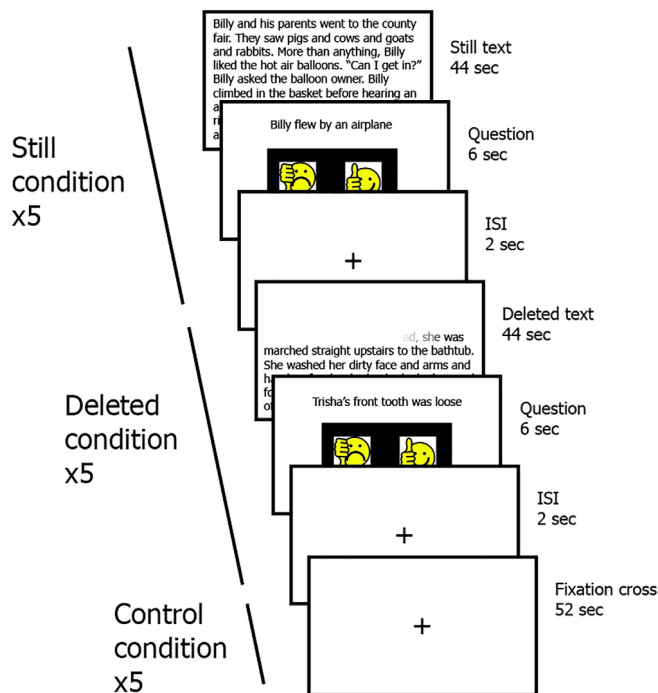 Billy and his parents went to the county
fair. They saw pigs and cows and goats
and rabbits. More than anything, Billy
liked the hot air balloons. “Can I get in?”
Billy asked the balloon owner. Billy
climbed in the basket before hearing an
Still text
44 sec
Billy flew by an airplane
Question
6 sec
Still
condition
x5
+
ISI
2 sec
ad, she was
marched straight upstairs to the bathtub.
She washed her dirty face and arms and
Deleted text
44 sec
Trisha’s front tooth was loose
Question
6 sec
Deleted
condition
x5
+
ISI
2 sec
+
Fixation cross
52 sec
Control
condition
x5